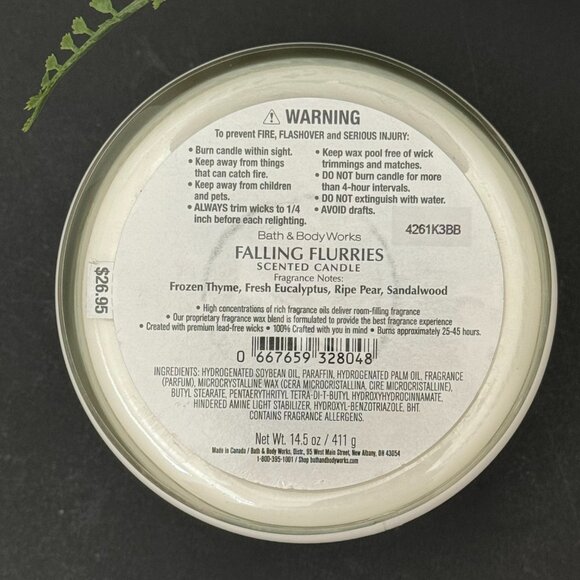 ⚠ WARNING
To prevent FIRE, FLASHOVER and SERIOUS INJURY:
• Burn candle within sight.
• Keep away from things
that can catch fire.
• Keep away from children
and pets.
• ALWAYS trim wicks to 1/4
inch before each relighting.
• Keep wax pool free of wick
trimmings and matches.
• DO NOT burn candle for more
than 4-hour intervals.
• DO NOT extinguish with water.
• AVOID drafts.
4261K3BB
Bath & Body Works
FALLING FLURRIES
SCENTED CANDLE
Fragrance Notes:
Frozen Thyme, Fresh Eucalyptus, Ripe Pear, Sandalwood
$26.95
• High concentrations of rich fragrance oils deliver room-filling fragrance
• Our proprietary fragrance wax blend is formulated to provide the best fragrance experience
• Created with premium lead-free wicks • 100% Crafted with you in mind • Burns approximately 25-45 hours.
0 667659 328048
INGREDIENTS: HYDROGENATED SOYBEAN OIL, PARAFFIN, HYDROGENATED PALM OIL, FRAGRANCE
(PARFUM), MICROCRYSTALLINE WAX (CERA MICROCRISTALLINA, CIRE MICROCRISTALLINE),
BUTYL STEARATE, PENTAERYTHRITYL TETRA-DI-T-BUTYL HYDROXYHYDROCINNAMATE,
HINDERED AMINE LIGHT STABILIZER, HYDROXYL-BENZOTRIAZOLE, BHT.
CONTAINS FRAGRANCE ALLERGENS.
Net Wt. 14.5 oz / 411 g
Made in Canada / Bath & Body Works, Distr., 95 West Main Street, New Albany, OH 43054
1-800-395-1001 / Shop bathandbodyworks.com